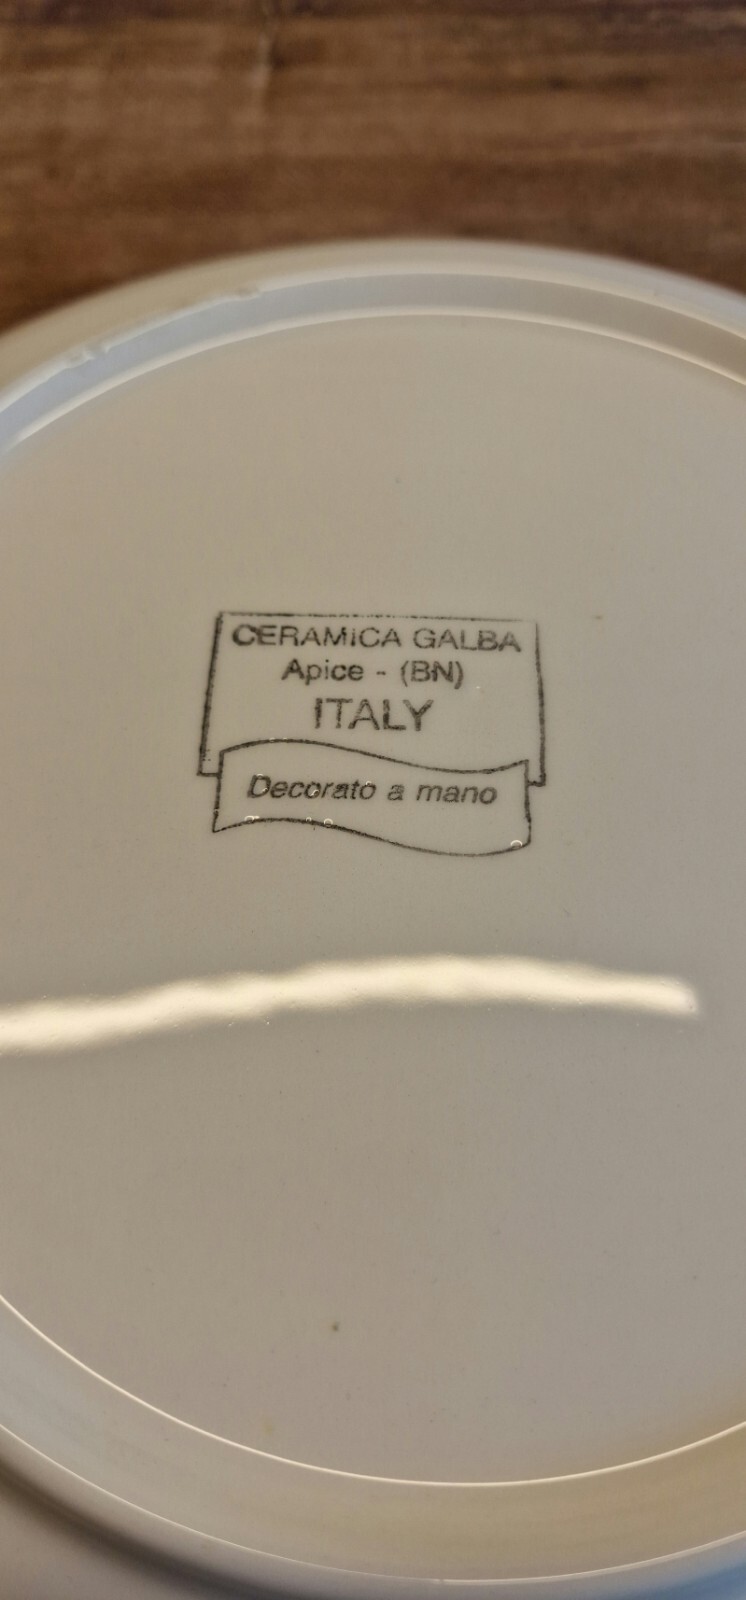 CERAMICA GALBA
Apice - (BN)
ITALY
Decorato a mano